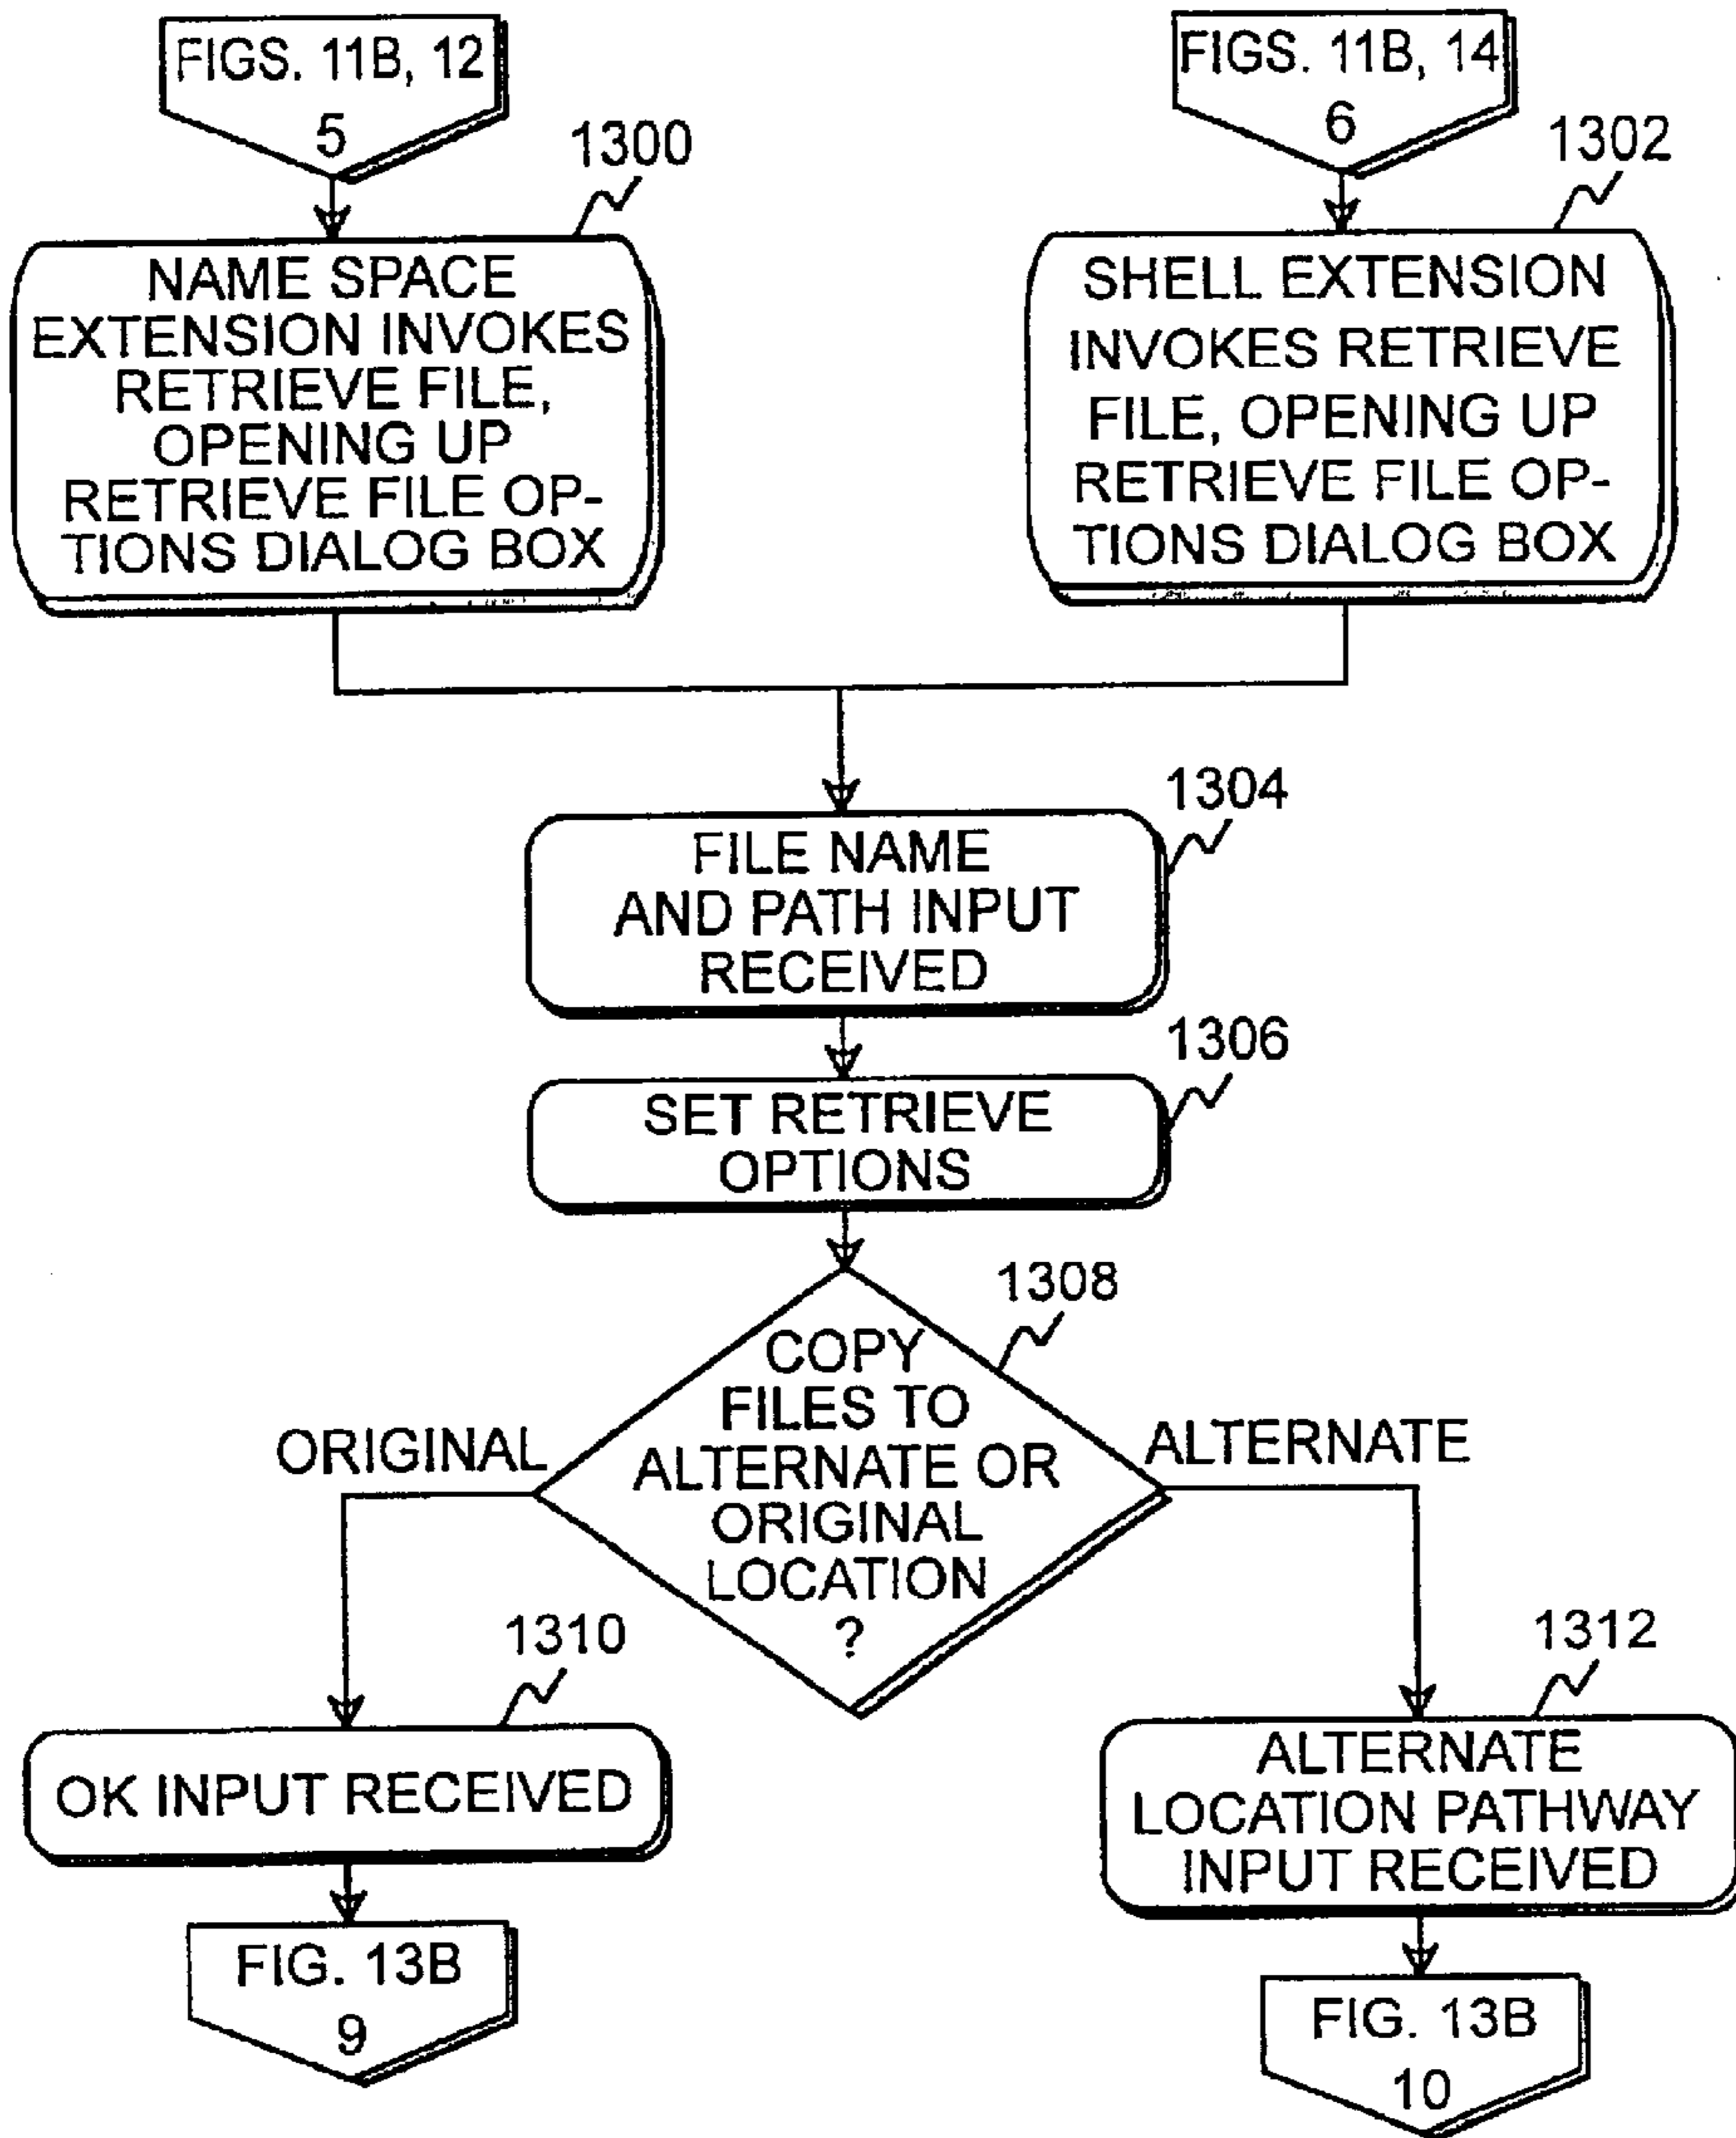 FIGS. 11B, 12
5
1300
NAME SPACE
EXTENSION INVOKES
RETRIEVE FILE,
OPENING UP
RETRIEVE FILE OP-
TIONS DIALOG BOX
FIGS. 11B, 14
6
1302
SHELL EXTENSION
INVOKES RETRIEVE
FILE, OPENING UP
RETRIEVE FILE OP-
TIONS DIALOG BOX
1304
FILE NAME
AND PATH INPUT
RECEIVED
1306
SET RETRIEVE
OPTIONS
1308
COPY
FILES TO
ALTERNATE OR
ORIGINAL
LOCATION
?
ORIGINAL
ALTERNATE
1310
OK INPUT RECEIVED
FIG. 13B
9
1312
ALTERNATE
LOCATION PATHWAY
INPUT RECEIVED
FIG. 13B
10